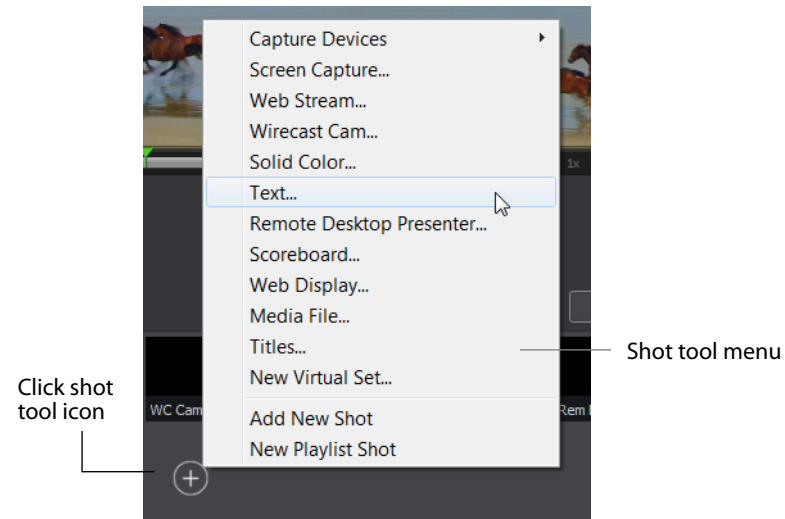 Capture Devices
Screen Capture...
Web Stream...
Wirecast Cam...
Solid Color...
1x
Text...
Remote Desktop Presenter...
Scoreboard...
Web Display...
Media File...
Titles...
Shot tool menu
New Virtual Set...
Click shot
tool icon
WC Cam
Rem
Add New Shot
New Playlist Shot